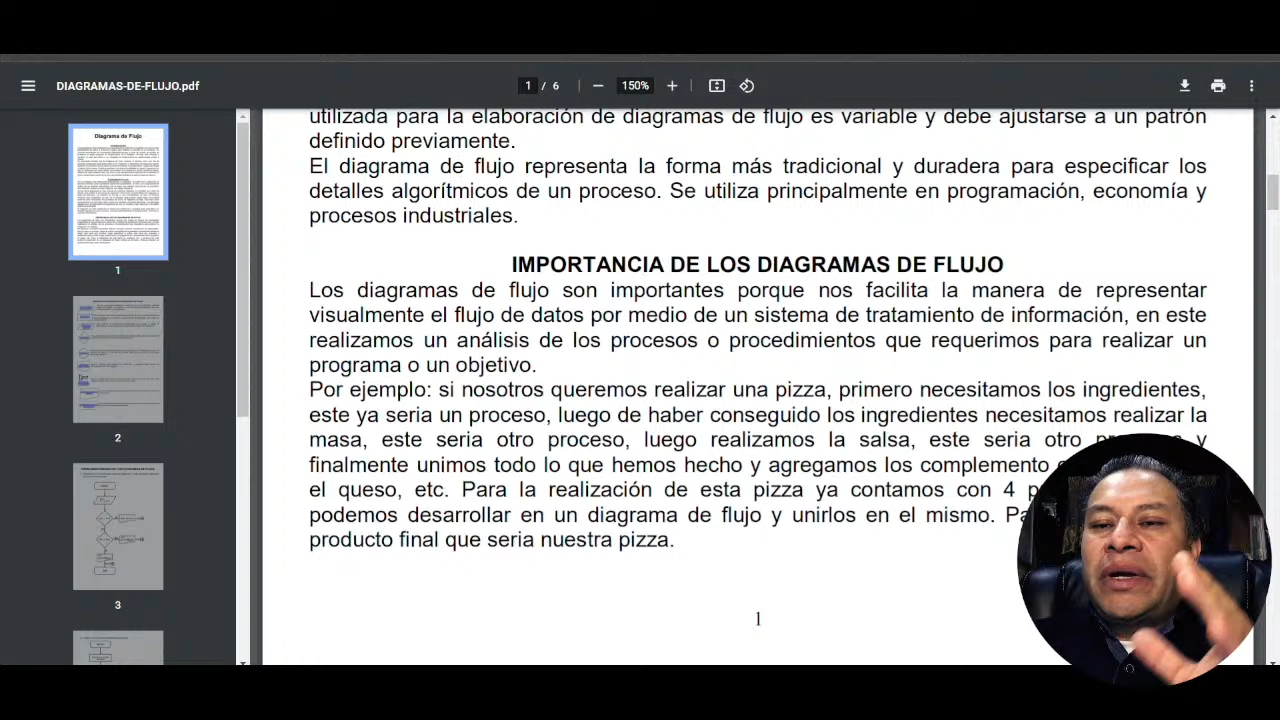 DIAGRAMAS-DE-FLUJO.pdf
1 / 6
150%
Diagrama de Flujo
1
2
3
utilizada para la elaboración de diagramas de flujo es variable y debe ajustarse a un patrón
definido previamente.
El diagrama de flujo representa la forma más tradicional y duradera para especificar los
detalles algorítmicos de un proceso. Se utiliza principalmente en programación, economía y
procesos industriales.
IMPORTANCIA DE LOS DIAGRAMAS DE FLUJO
Los diagramas de flujo son importantes porque nos facilita la manera de representar
visualmente el flujo de datos por medio de un sistema de tratamiento de información, en este
realizamos un análisis de los procesos o procedimientos que requerimos para realizar un
programa o un objetivo.
Por ejemplo: si nosotros queremos realizar una pizza, primero necesitamos los ingredientes,
este ya seria un proceso, luego de haber conseguido los ingredientes necesitamos realizar la
masa, este seria otro proceso, luego realizamos la salsa, este seria otro y
finalmente unimos todo lo que hemos hecho y agregamos los complemento
el queso, etc. Para la realización de esta pizza ya contamos con 4
podemos desarrollar en un diagrama de flujo y unirlos en el mismo.
producto final que seria nuestra pizza.
1